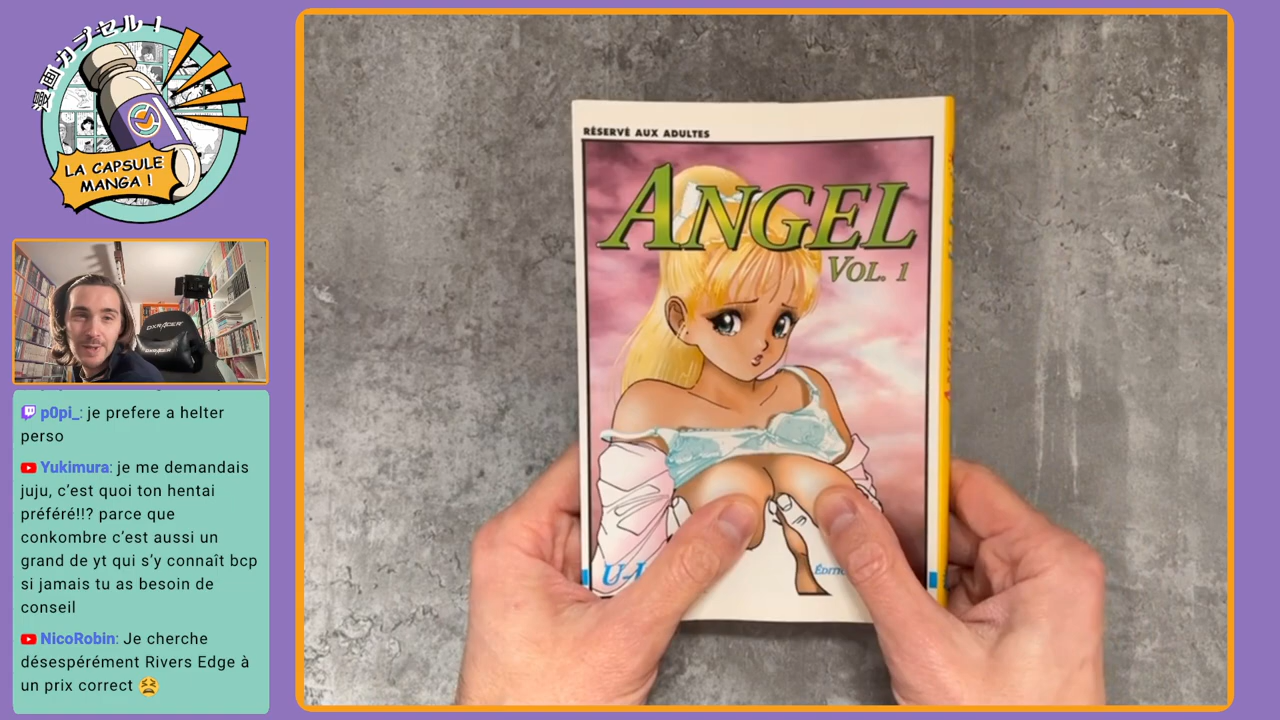 漫画カプセル！
LA CAPSULE
MANGA !
DXRACER
DXRACER
p0pi_: je prefere a helter
perso
Yukimura: je me demandais
juju, c’est quoi ton hentai
préféré!!? parce que
conkombre c’est aussi un
grand de yt qui s’y connaît bcp
si jamais tu as besoin de
conseil
NicoRobin: Je cherche
désespérément Rivers Edge à
un prix correct
RÉSERVÉ AUX ADULTES
ANGEL
VOL. 1